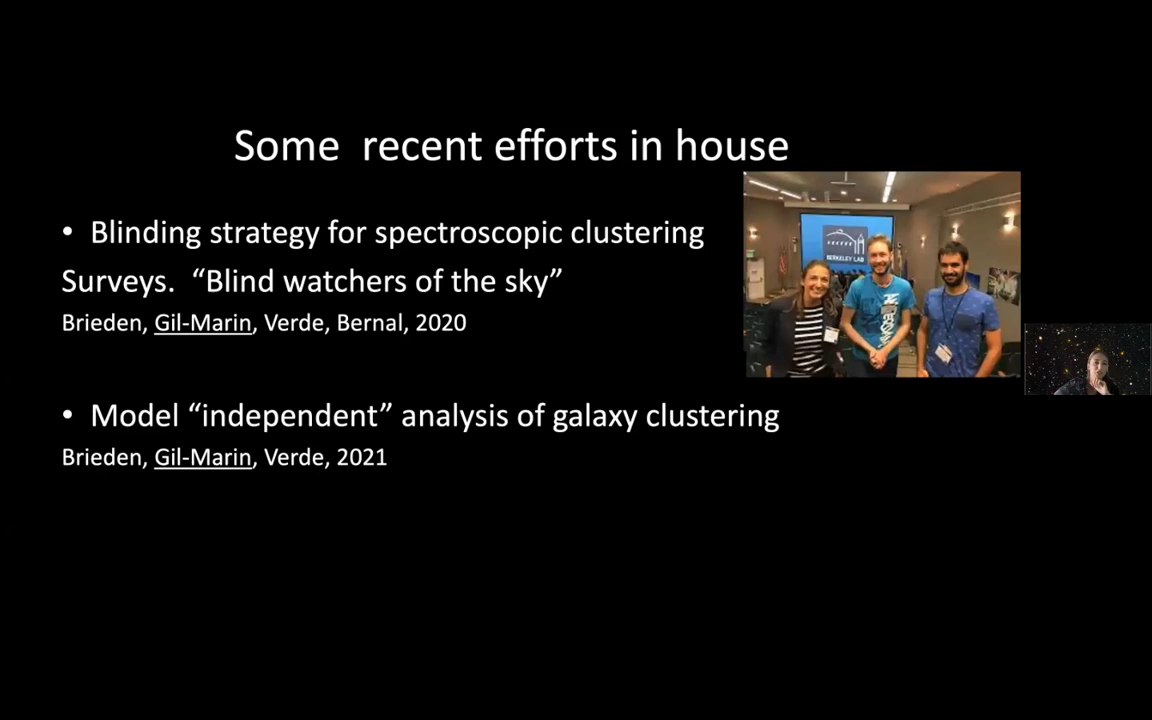 Some  recent efforts in house
• Blinding strategy for spectroscopic clustering
Surveys.  “Blind watchers of the sky”
Brieden, Gil-Marin, Verde, Bernal, 2020
BERKELEY LAB
• Model “independent” analysis of galaxy clustering
Brieden, Gil-Marin, Verde, 2021